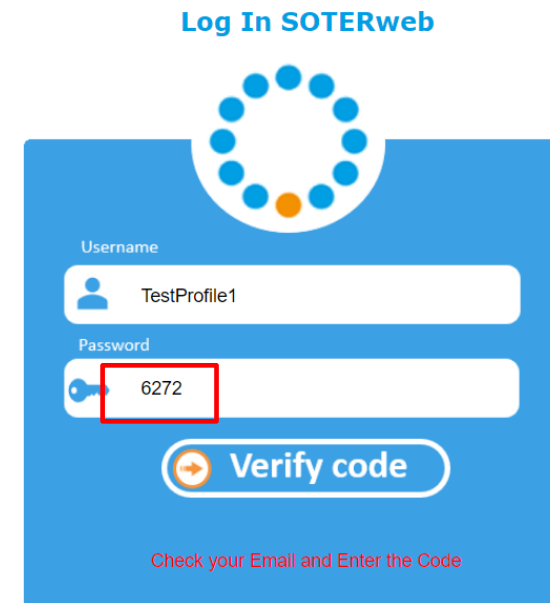 Log In SOTERweb
Username
TestProfile1
Password
6272
Verify code
Check your Email and Enter the Code